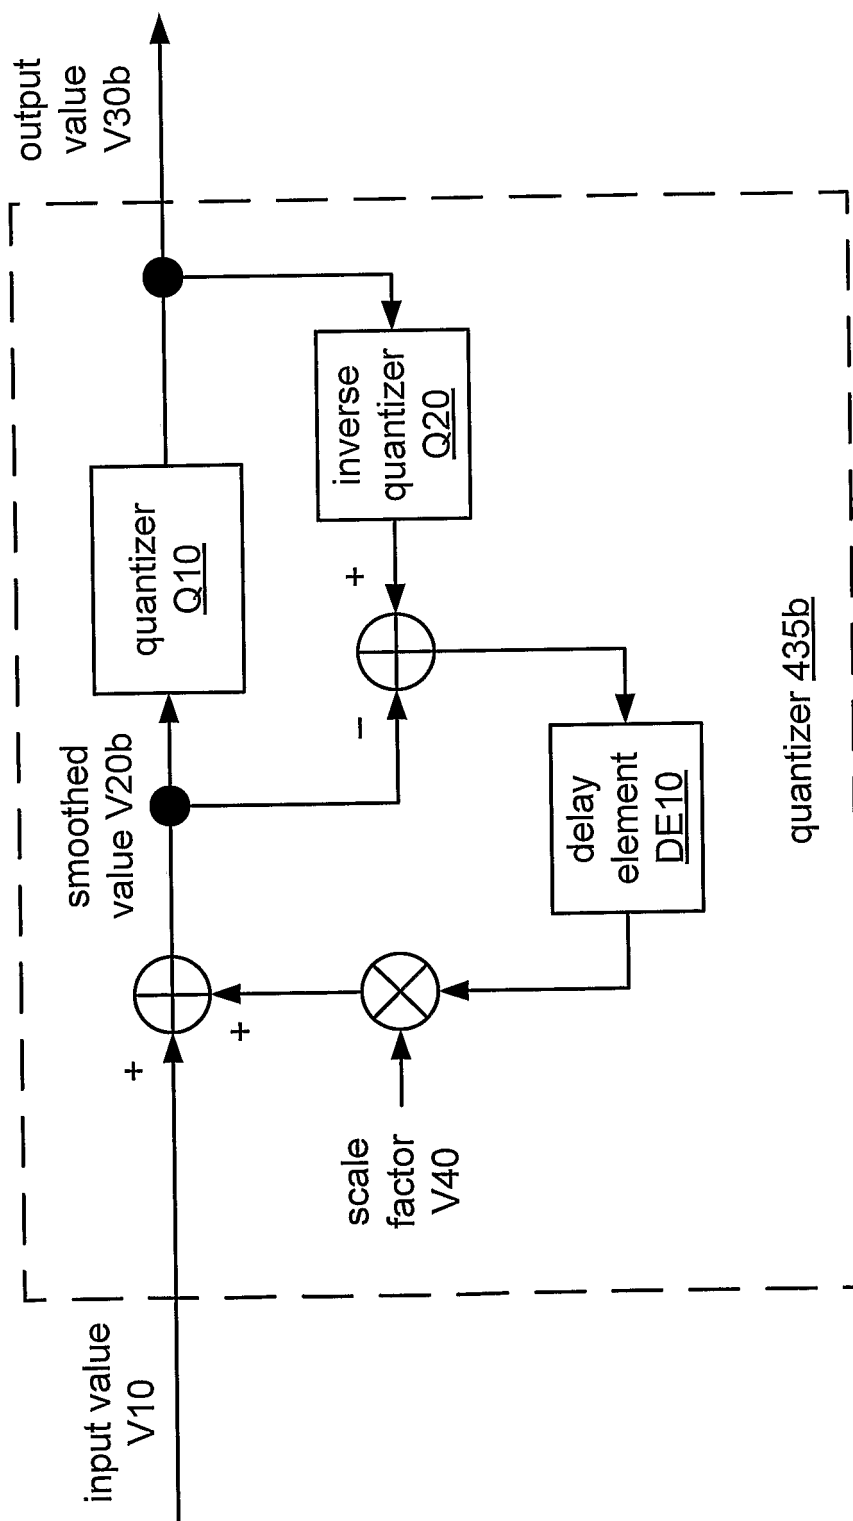 input value
V10
+
+
scale
factor
V40
smoothed
value V20b
quantizer
Q10
−
+
inverse
quantizer
Q20
delay
element
DE10
quantizer 435b
output
value
V30b